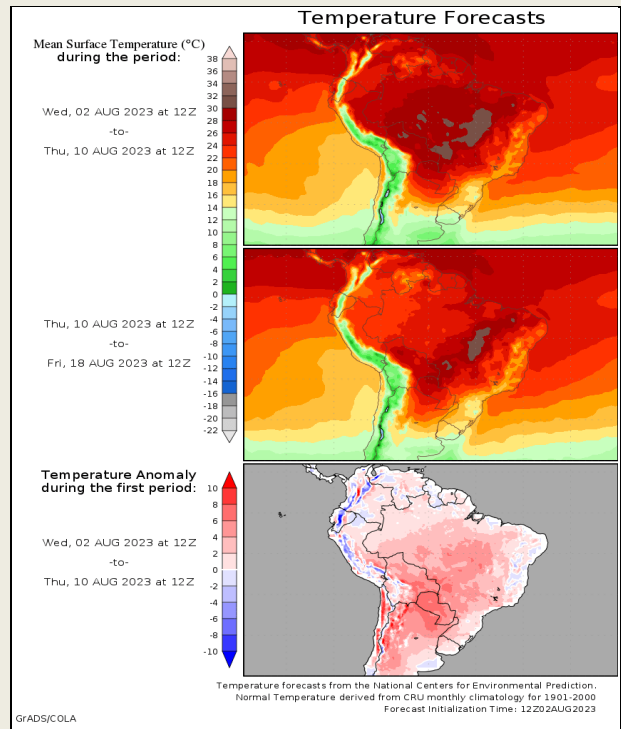 Temperature Forecasts
Mean Surface Temperature (°C)
during the period:
Wed, 02 AUG 2023 at 12Z
-to-
Thu, 10 AUG 2023 at 12Z
38
36
34
32
30
28
26
24
22
20
18
16
14
12
10
8
6
4
2
0
-2
-4
-6
-8
-10
-12
-14
-16
-18
-20
-22
Thu, 10 AUG 2023 at 12Z
-to-
Fri, 18 AUG 2023 at 12Z
Temperature Anomaly
during the first period:
Wed, 02 AUG 2023 at 12Z
-to-
Thu, 10 AUG 2023 at 12Z
10
8
6
4
2
0
-2
-4
-6
-8
-10
Temperature forecasts from the National Centers for Environmental Prediction.
Normal Temperature derived from CRU monthly climatology for 1901-2000
Forecast Initialization Time: 12Z02AUG2023
GrADS/COLA